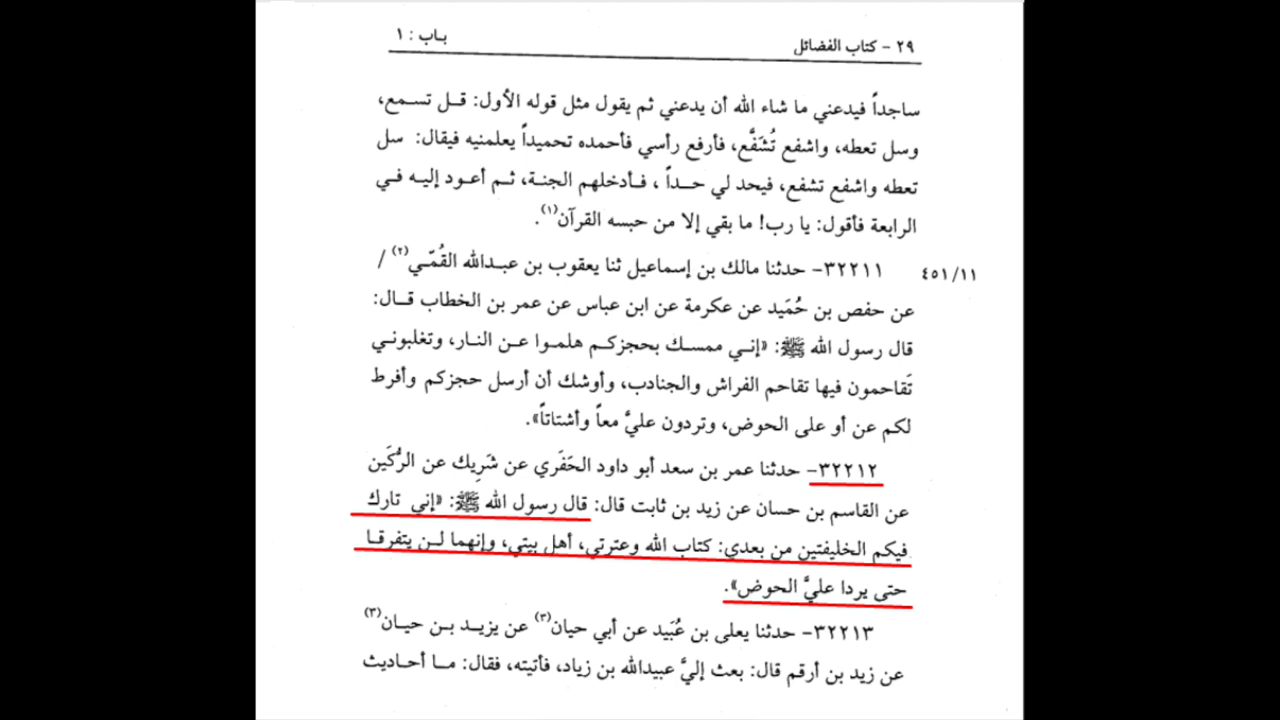 ٢٩ - كتاب الفضائل باب : ١
ساجداً فيدعني ما شاء الله أن يدعني ثم يقول مثل قوله الأول: قل تسمع،
وسل تعطه، واشفع تُشَفَّع، فأرفع رأسي فأحمده تحميداً يعلمنيه فيقال: سل
تعطه واشفع تشفع، فيحد لي حداً ، فأدخلهم الجنة، ثم أعود إليه في
الرابعة فأقول: يا رب! ما بقي إلا من حبسه القرآن(١).
٤٥١/١١ ٣٢٢١١- حدثنا مالك بن إسماعيل ثنا يعقوب بن عبدالله القُمّي(٢) /
عن حفص بن حُمَيد عن عكرمة عن ابن عباس عن عمر بن الخطاب قال:
قال رسول الله ﷺ: «إني ممسك بحجزكم هلموا عن النار، وتغلبوني
تَقاحمون فيها تقاحم الفراش والجنادب، وأوشك أن أرسل حجزكم وأفرط
لكم عن أو على الحوض، وتردون عليَّ معاً وأشتاتاً».
٣٢٢١٢- حدثنا عمر بن سعد أبو داود الحَفَري عن شَرِيك عن الرُّكَين
عن القاسم بن حسان عن زيد بن ثابت قال: قال رسول الله ﷺ: «إني تارك
فيكم الخليفتين من بعدي: كتاب الله وعترتي، أهل بيتي، وإنهما لن يتفرقا
حتى يردا عليَّ الحوض».
٣٢٢١٣- حدثنا يعلى بن عُبَيد عن أبي حيان(٣) عن يزيد بن حيان(٣)
عن زيد بن أرقم قال: بعث إليَّ عبيدالله بن زياد، فأتيته، فقال: ما أحاديث